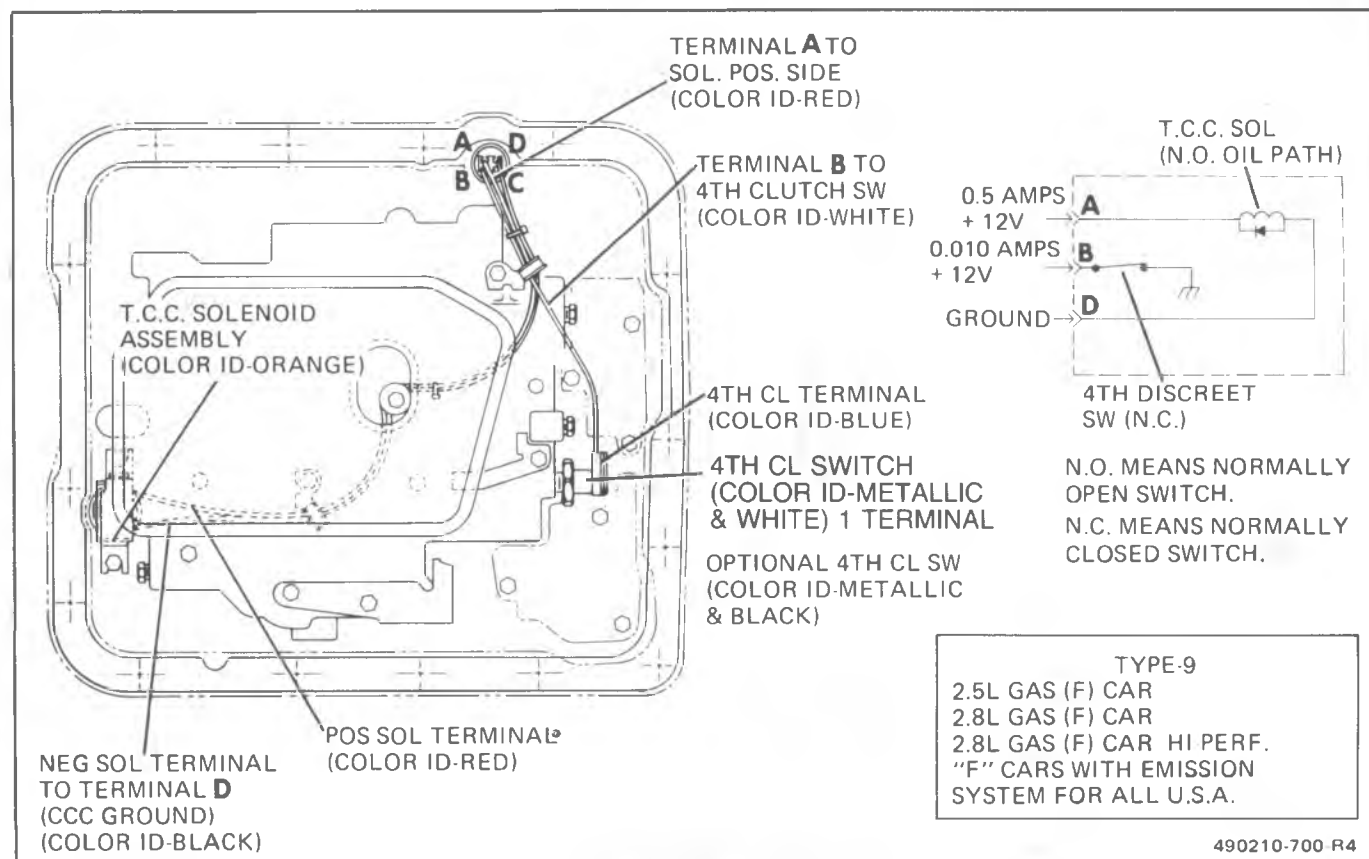 TERMINAL A TO
SOL. POS. SIDE
(COLOR ID-RED)
A D
B C
TERMINAL B TO
4TH CLUTCH SW
(COLOR ID-WHITE)
T.C.C. SOLENOID
ASSEMBLY
(COLOR ID-ORANGE)
4TH CL TERMINAL
(COLOR ID-BLUE)
4TH CL SWITCH
(COLOR ID-METALLIC
& WHITE) 1 TERMINAL
OPTIONAL 4TH CL SW
(COLOR ID-METALLIC
& BLACK)
POS SOL TERMINAL
(COLOR ID-RED)
NEG SOL TERMINAL
TO TERMINAL D
(CCC GROUND)
(COLOR ID-BLACK)
T.C.C. SOL
(N.O. OIL PATH)
0.5 AMPS
+ 12V
A
0.010 AMPS
+ 12V
B
GROUND
D
4TH DISCREET
SW (N.C.)
N.O. MEANS NORMALLY
OPEN SWITCH.
N.C. MEANS NORMALLY
CLOSED SWITCH.
TYPE-9
2.5L GAS (F) CAR
2.8L GAS (F) CAR
2.8L GAS (F) CAR HI PERF.
"F" CARS WITH EMISSION
SYSTEM FOR ALL U.S.A.
490210-700-R4